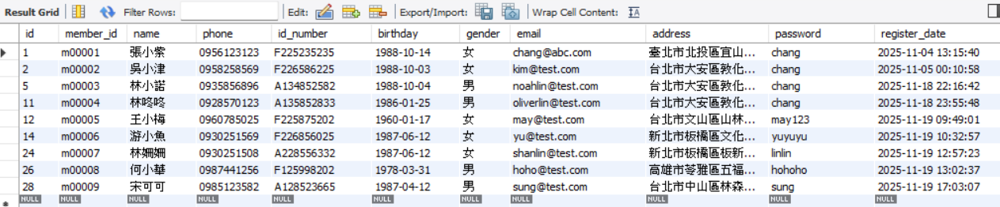 Result Grid Filter Rows: Edit: Export/Import: Wrap Cell Content:
id member_id name phone id_number birthday gender email address password register_date
1 m00001 張小紫 0956123123 F225235235 1988-10-14 女 chang@abc.com 臺北市北投區宜山... chang 2025-11-04 13:15:40
2 m00002 吳小津 0958258569 F226586225 1988-10-03 女 kim@test.com 台北市大安區敦化... chang 2025-11-05 00:10:58
5 m00003 林小諾 0935856896 A134852582 1988-10-04 男 noahlin@test.com 台北市大安區敦化... chang 2025-11-18 22:16:42
11 m00004 林咚咚 0928570123 A135852833 1986-01-25 男 oliverlin@test.com 台北市大安區敦化... chang 2025-11-18 23:55:48
12 m00005 王小梅 0960785025 F225875202 1960-01-17 女 may@test.com 台北市文山區山林... may123 2025-11-19 09:49:01
14 m00006 游小魚 0930251569 F226856025 1987-06-12 女 yu@test.com 新北市板橋區文化... yuyuyu 2025-11-19 10:32:57
24 m00007 林姍姍 0930251508 A228556332 1987-06-12 女 shanlin@test.com 新北市板橋區板新... linlin 2025-11-19 12:57:23
26 m00008 何小華 0987441256 F125998202 1978-03-31 男 hoho@test.com 高雄市苓雅區五福... hohoho 2025-11-19 13:02:37
28 m00009 宋可可 0985123582 A128523665 1987-04-12 男 sung@test.com 台北市中山區林森... sung 2025-11-19 17:03:07
NULL NULL NULL NULL NULL NULL NULL NULL NULL NULL NULL